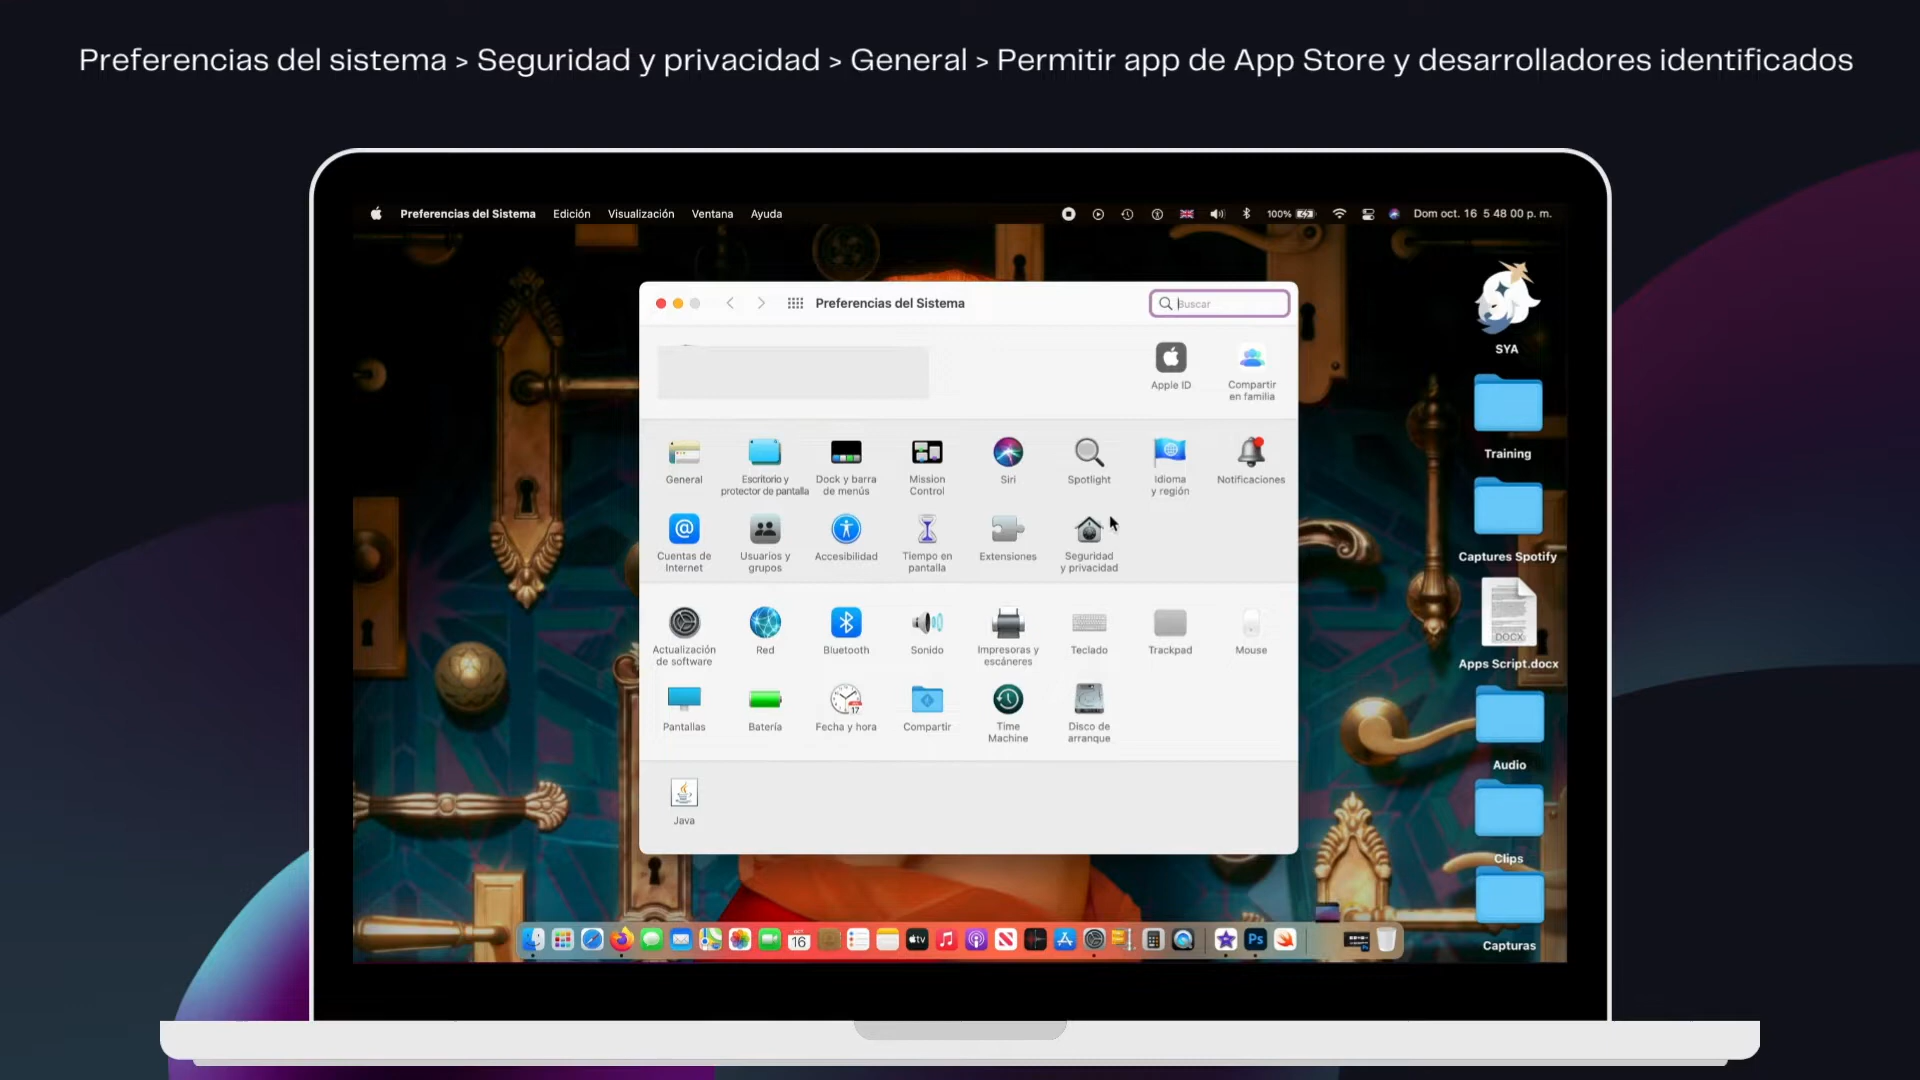 Preferencias del sistema > Seguridad y privacidad > General > Permitir app de App Store y desarrolladores identificados
Preferencias del Sistema Edición Visualización Ventana Ayuda
100% Dom oct. 16 5 48 00 p. m.
Preferencias del Sistema
Buscar
Apple ID
Compartir
en familia
General
Escritorio y
protector de pantalla
Dock y barra
de menús
Mission
Control
Siri
Spotlight
Idioma
y región
Notificaciones
Cuentas de
Internet
Usuarios y
grupos
Accesibilidad
Tiempo en
pantalla
Extensiones
Seguridad
y privacidad
Actualización
de software
Red
Bluetooth
Sonido
Impresoras y
escáneres
Teclado
Trackpad
Mouse
Pantallas
Batería
17
Fecha y hora
Compartir
Time
Machine
Disco de
arranque
Java
SYA
Training
Captures Spotify
DOCX
Apps Script.docx
Audio
Clips
Capturas
OCT
16
tv
Ps